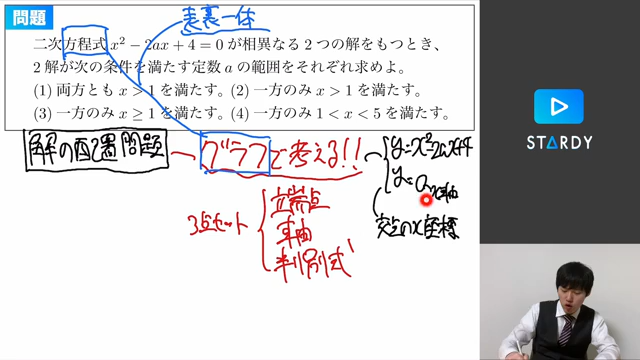 問題
表裏一体
二次方程式 x² − 2ax + 4 = 0 が相異なる 2 つの解をもつとき、
2 解が次の条件を満たす定数 a の範囲をそれぞれ求めよ。
(1) 両方とも x > 1 を満たす。(2) 一方のみ x > 1 を満たす。
(3) 一方のみ x ≥ 1 を満たす。(4) 一方のみ 1 < x < 5 を満たす。
解の配置問題
グラフで考える!!
y=x²-2ax+4
y=0 x軸
交点のx座標
3点セット
端点
軸
判別式
STARDY